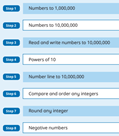 Step 1 Numbers to 1,000,000
Step 2 Numbers to 10,000,000
Step 3 Read and write numbers to 10,000,000
Step 4 Powers of 10
Step 5 Number line to 10,000,000
Step 6 Compare and order any integers
Step 7 Round any integer
Step 8 Negative numbers